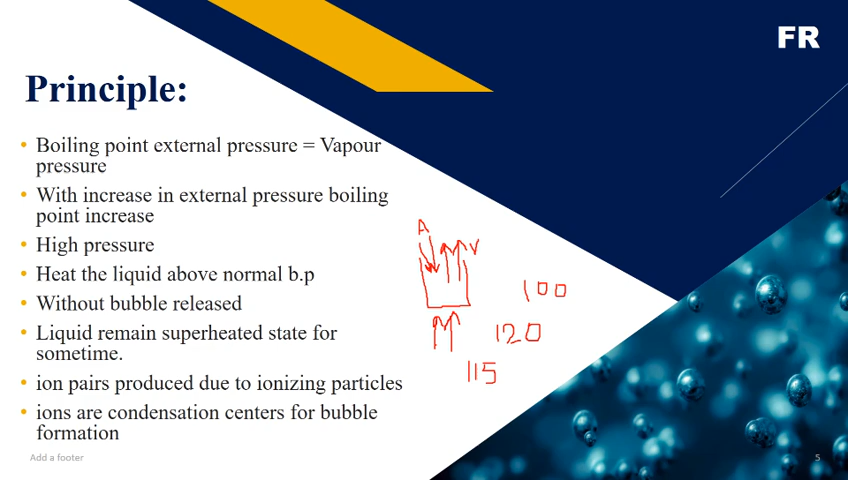 FR
Principle:
• Boiling point external pressure = Vapour
pressure
• With increase in external pressure boiling
point increase
• High pressure
• Heat the liquid above normal b.p
• Without bubble released
• Liquid remain superheated state for
sometime.
• ion pairs produced due to ionizing particles
• ions are condensation centers for bubble
formation
A
V
100
120
115
Add a footer
5